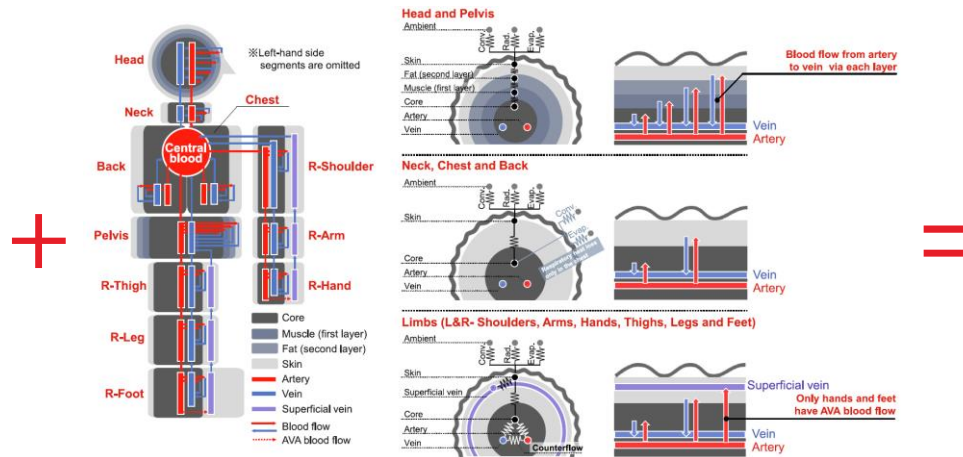 +
Head
※Left-hand side
segments are omitted
Neck
Chest
Central
blood
Back
R-Shoulder
Pelvis
R-Arm
R-Thigh
R-Hand
R-Leg
R-Foot
Core
Muscle (first layer)
Fat (second layer)
Skin
Artery
Vein
Superficial vein
Blood flow
AVA blood flow
Head and Pelvis
Ambient
Conv.
Rad.
Evap.
Skin
Fat (second layer)
Muscle (first layer)
Core
Artery
Vein
Blood flow from artery
to vein via each layer
Vein
Artery
Neck, Chest and Back
Ambient
Conv.
Rad.
Evap.
Skin
Conv.
Evap.
Core
Artery
Vein
Vein
Artery
Limbs (L&R- Shoulders, Arms, Hands, Thighs, Legs and Feet)
Ambient
Conv.
Rad.
Evap.
Skin
Superficial vein
Core
Artery
Vein
Counterflow
Superficial vein
Only hands and feet
have AVA blood flow
Vein
Artery
=